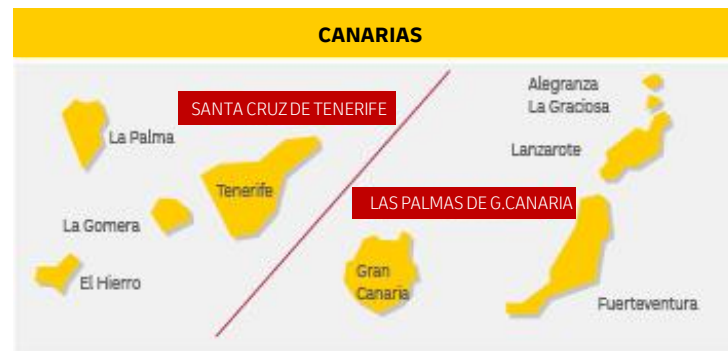 CANARIAS
SANTA CRUZ DE TENERIFE
La Palma
Tenerife
La Gomera
El Hierro
Alegranza
La Graciosa
Lanzarote
LAS PALMAS DE G.CANARIA
Gran
Canaria
Fuerteventura